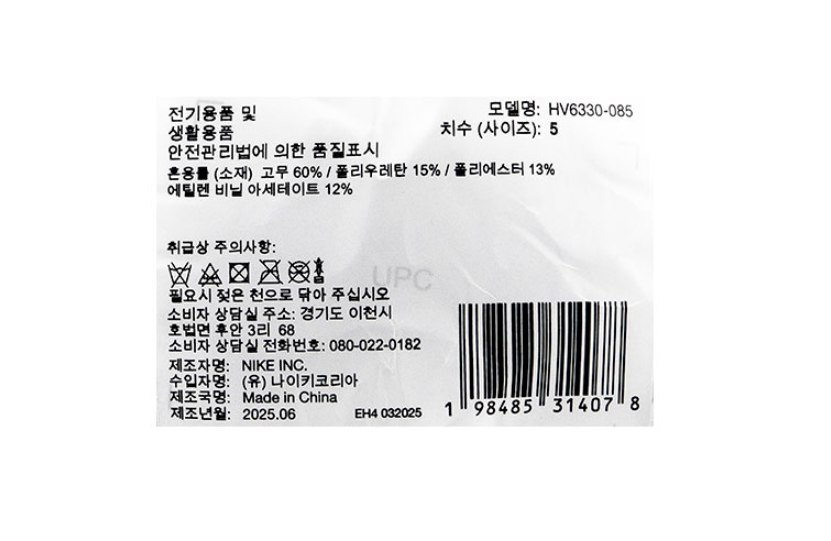 전기용품 및
생활용품
안전관리법에 의한 품질표시
모델명: HV6330-085
치수 (사이즈): 5
혼용률 (소재) 고무 60% / 폴리우레탄 15% / 폴리에스터 13%
에틸렌 비닐 아세테이트 12%
취급상 주의사항:
UPC
필요시 젖은 천으로 닦아 주십시오
소비자 상담실 주소: 경기도 이천시
호법면 후안 3리 68
소비자 상담실 전화번호: 080-022-0182
제조자명: NIKE INC.
수입자명: (유) 나이키코리아
제조국명: Made in China
제조년월: 2025.06
EH4 032025
1 98485 31407 8